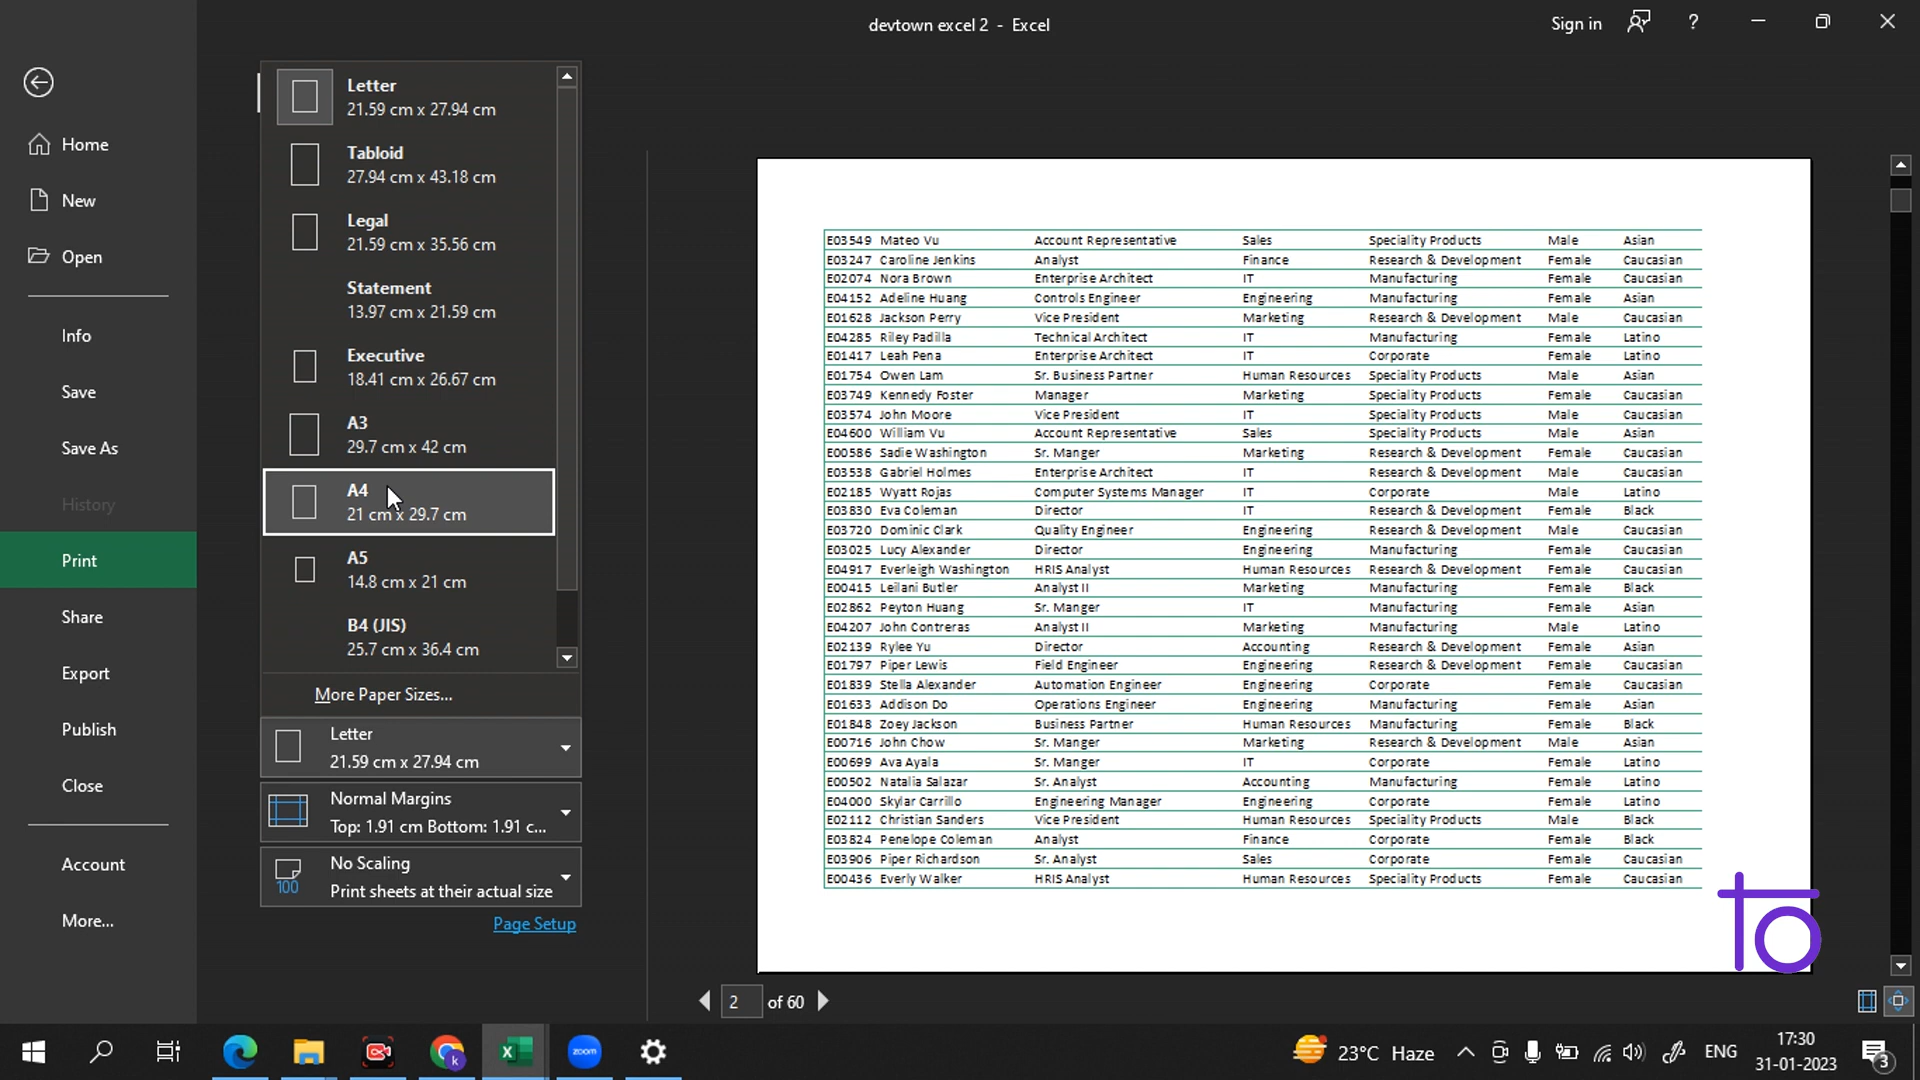 devtown excel 2 - Excel
Sign in
?
Home
New
Open
Info
Save
Save As
History
Print
Share
Export
Publish
Close
Account
More...
Letter
21.59 cm x 27.94 cm
Tabloid
27.94 cm x 43.18 cm
Legal
21.59 cm x 35.56 cm
Statement
13.97 cm x 21.59 cm
Executive
18.41 cm x 26.67 cm
A3
29.7 cm x 42 cm
A4
21 cm x 29.7 cm
A5
14.8 cm x 21 cm
B4 (JIS)
25.7 cm x 36.4 cm
More Paper Sizes...
Letter
21.59 cm x 27.94 cm
Normal Margins
Top: 1.91 cm Bottom: 1.91 c...
No Scaling
100 Print sheets at their actual size
Page Setup
E03549 Mateo Vu Account Representative Sales Speciality Products Male Asian
E03247 Caroline Jenkins Analyst Finance Research & Development Female Caucasian
E02074 Nora Brown Enterprise Architect IT Manufacturing Female Caucasian
E04152 Adeline Huang Controls Engineer Engineering Manufacturing Female Asian
E01628 Jackson Perry Vice President Marketing Research & Development Male Caucasian
E04285 Riley Padilla Technical Architect IT Manufacturing Female Latino
E01417 Leah Pena Enterprise Architect IT Corporate Female Latino
E01754 Owen Lam Sr. Business Partner Human Resources Speciality Products Male Asian
E03749 Kennedy Foster Manager Marketing Speciality Products Female Caucasian
E03574 John Moore Vice President IT Speciality Products Male Caucasian
E04600 William Vu Account Representative Sales Speciality Products Male Asian
E00586 Sadie Washington Sr. Manger Marketing Research & Development Female Caucasian
E03538 Gabriel Holmes Enterprise Architect IT Research & Development Male Caucasian
E02185 Wyatt Rojas Computer Systems Manager IT Corporate Male Latino
E03830 Eva Coleman Director IT Research & Development Female Black
E03720 Dominic Clark Quality Engineer Engineering Research & Development Male Caucasian
E03025 Lucy Alexander Director Engineering Manufacturing Female Caucasian
E04917 Everleigh Washington HRIS Analyst Human Resources Research & Development Female Caucasian
E00415 Leilani Butler Analyst II Marketing Manufacturing Female Black
E02862 Peyton Huang Sr. Manger IT Manufacturing Female Asian
E04207 John Contreras Analyst II Marketing Manufacturing Male Latino
E02139 Rylee Yu Director Accounting Research & Development Female Asian
E01797 Piper Lewis Field Engineer Engineering Research & Development Female Caucasian
E01839 Stella Alexander Automation Engineer Engineering Corporate Female Caucasian
E01633 Addison Do Operations Engineer Engineering Manufacturing Female Asian
E01848 Zoey Jackson Business Partner Human Resources Manufacturing Female Black
E00716 John Chow Sr. Manger Marketing Research & Development Male Asian
E00699 Ava Ayala Sr. Manger IT Corporate Female Latino
E00502 Natalia Salazar Sr. Analyst Accounting Manufacturing Female Latino
E04000 Skylar Carrillo Engineering Manager Engineering Corporate Female Latino
E02112 Christian Sanders Vice President Human Resources Speciality Products Male Black
E03824 Penelope Coleman Analyst Finance Corporate Female Black
E03906 Piper Richardson Sr. Analyst Sales Corporate Female Caucasian
E00436 Everly Walker HRIS Analyst Human Resources Speciality Products Female Caucasian
2 of 60
zoom
23°C Haze
ENG
17:30
31-01-2023
3